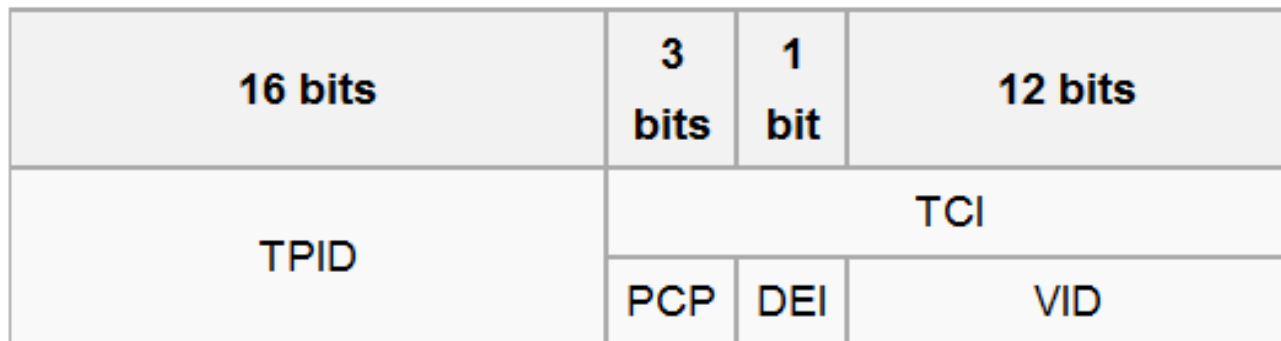 16 bits
3
bits
1
bit
12 bits
TPID
TCI
PCP
DEI
VID